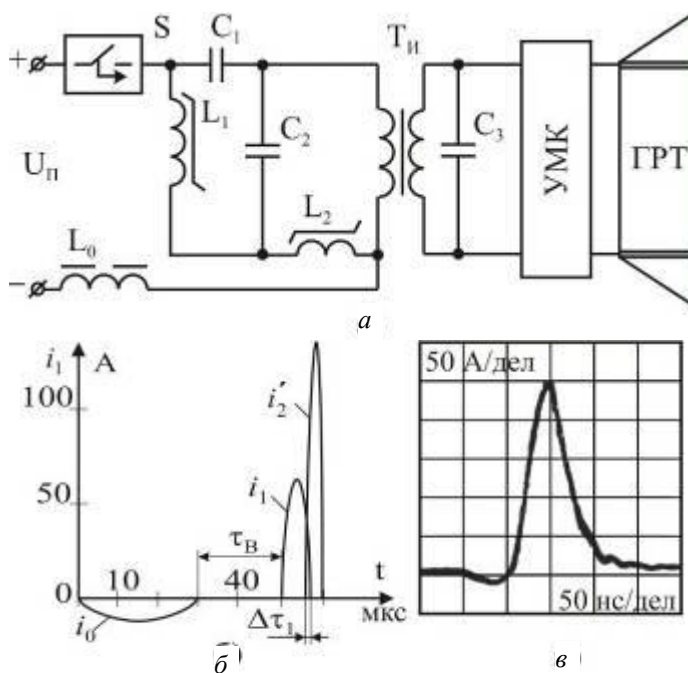 + S C₁ Tи
L₁ C₂ C₃ УМК ГРТ
Uп
L₂
L₀
−
а
i₁ А 50 А/дел
100 i₂′
50 i₁
τв
0 10 40 t
мкс 50 нс/дел
i₀ Δτ₁
б в